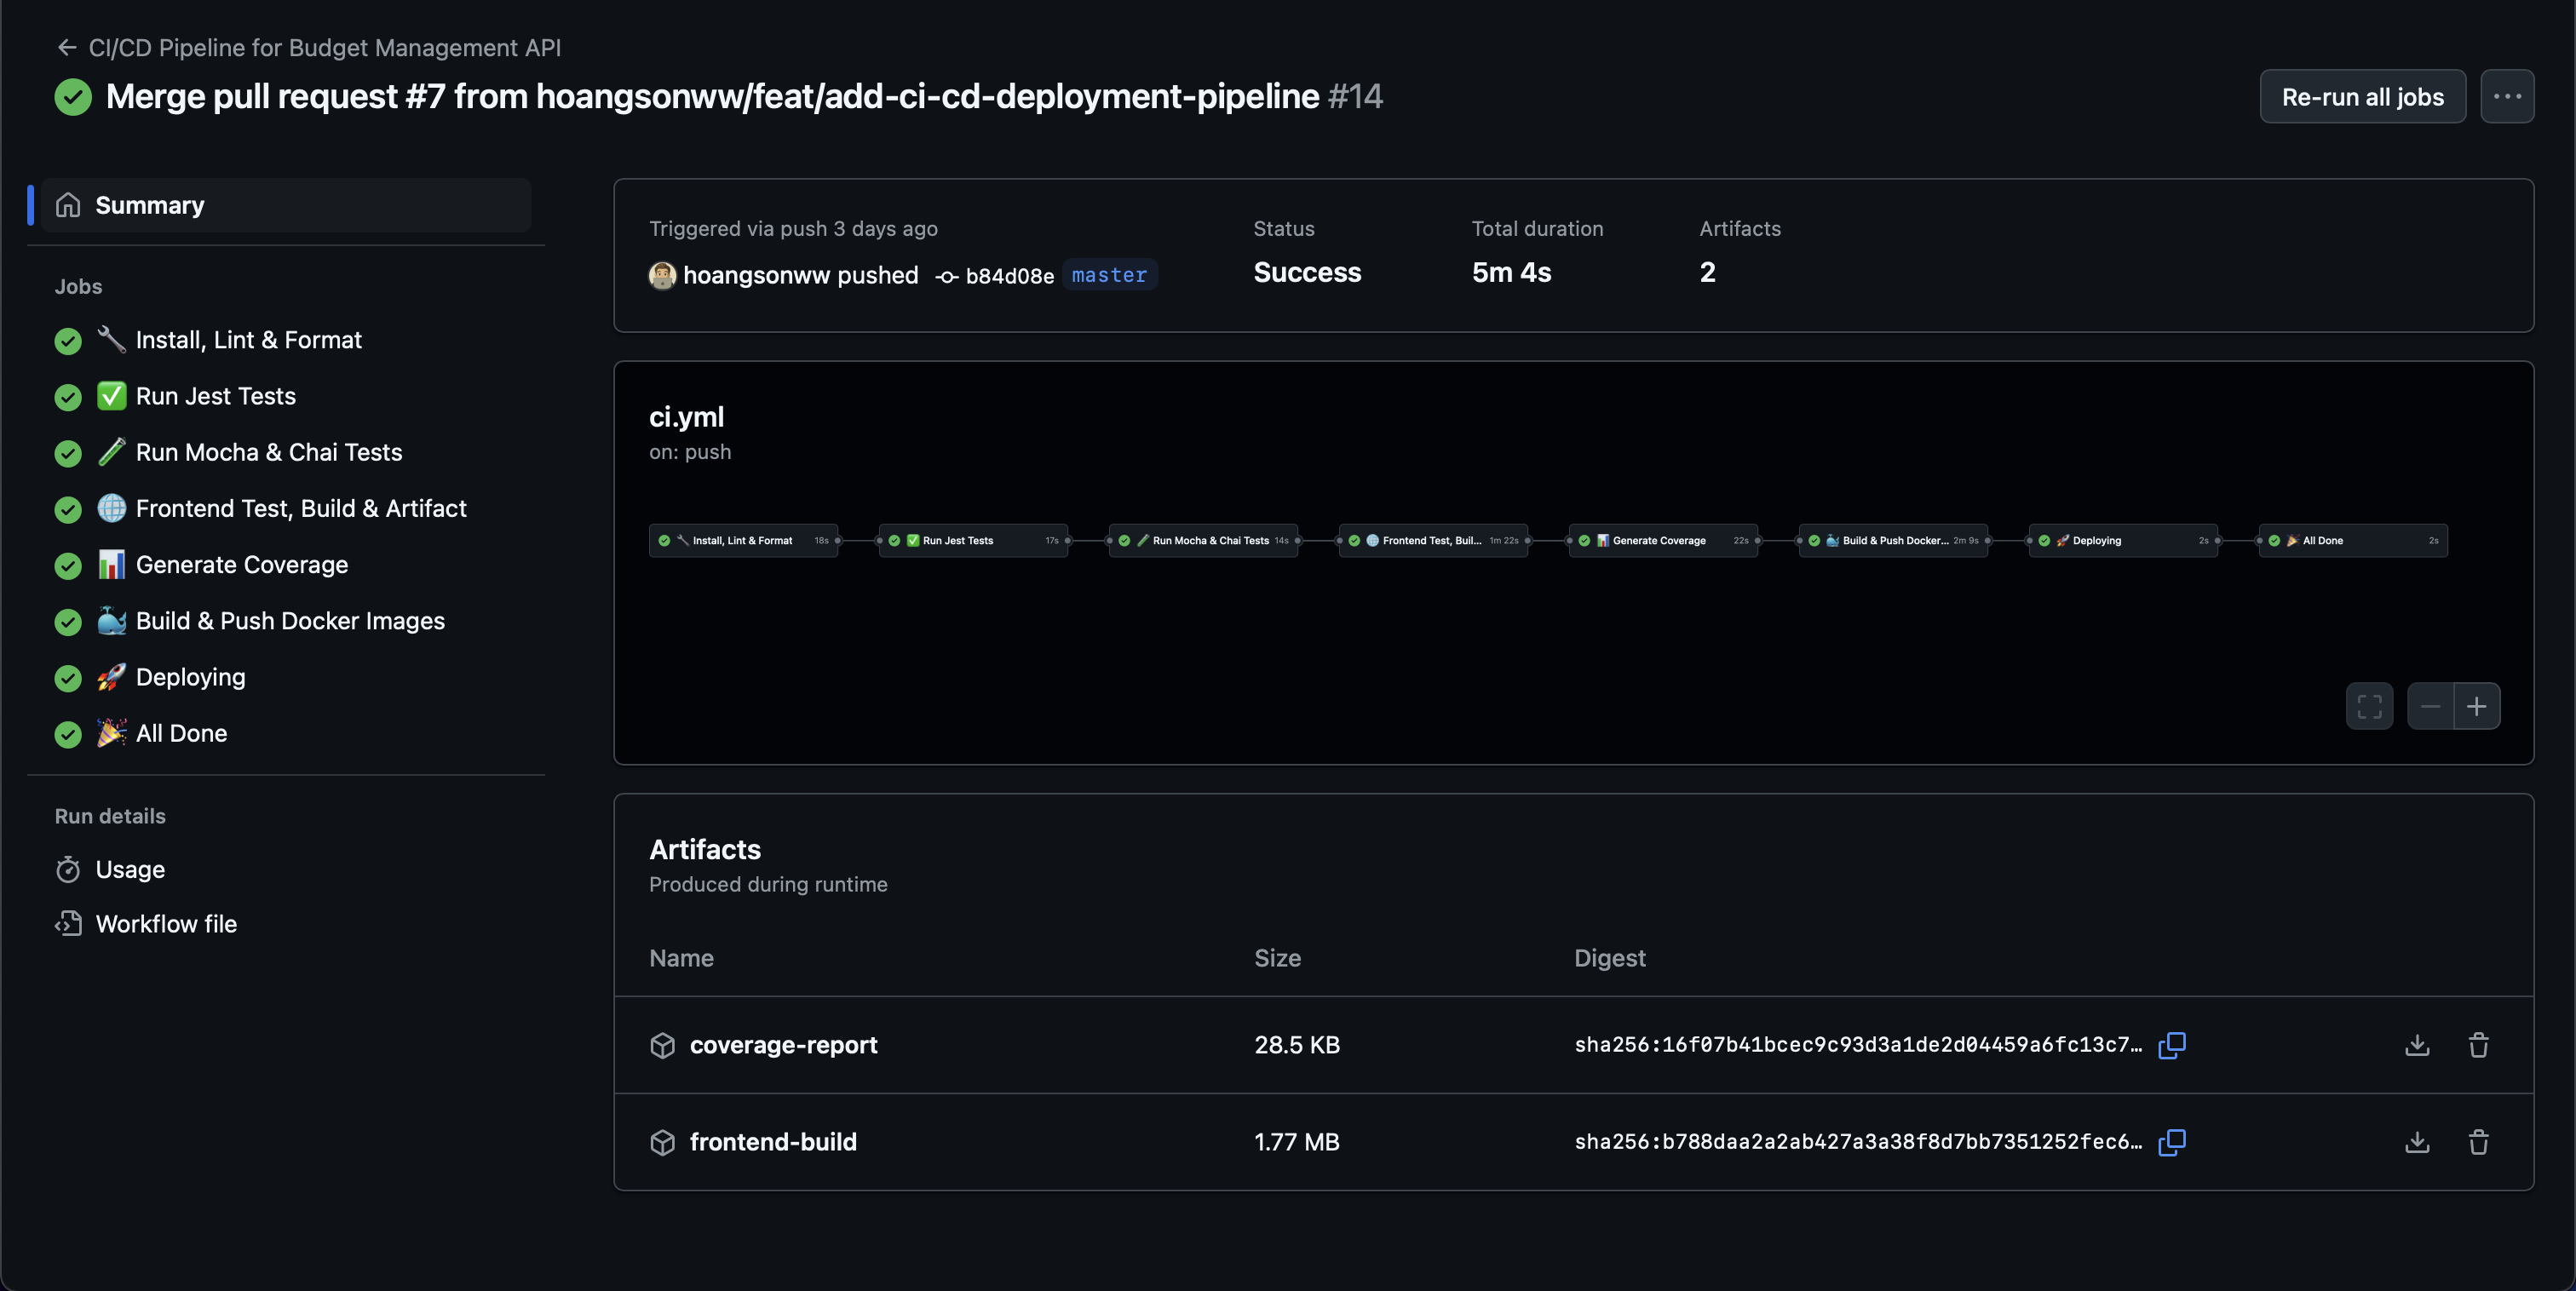 ← CI/CD Pipeline for Budget Management API
Merge pull request #7 from hoangsonww/feat/add-ci-cd-deployment-pipeline #14
Re-run all jobs
Summary
Jobs
Install, Lint & Format
Run Jest Tests
Run Mocha & Chai Tests
Frontend Test, Build & Artifact
Generate Coverage
Build & Push Docker Images
Deploying
All Done
Run details
Usage
Workflow file
Triggered via push 3 days ago
hoangsonww pushed b84d08e master
Status
Success
Total duration
5m 4s
Artifacts
2
ci.yml
on: push
Install, Lint & Format 18s
Run Jest Tests 17s
Run Mocha & Chai Tests 14s
Frontend Test, Buil... 1m 22s
Generate Coverage 22s
Build & Push Docker... 2m 9s
Deploying 2s
All Done 2s
Artifacts
Produced during runtime
Name Size Digest
coverage-report 28.5 KB sha256:16f07b41bcec9c93d3a1de2d04459a6fc13c7…
frontend-build 1.77 MB sha256:b788daa2a2ab427a3a38f8d7bb7351252fec6…